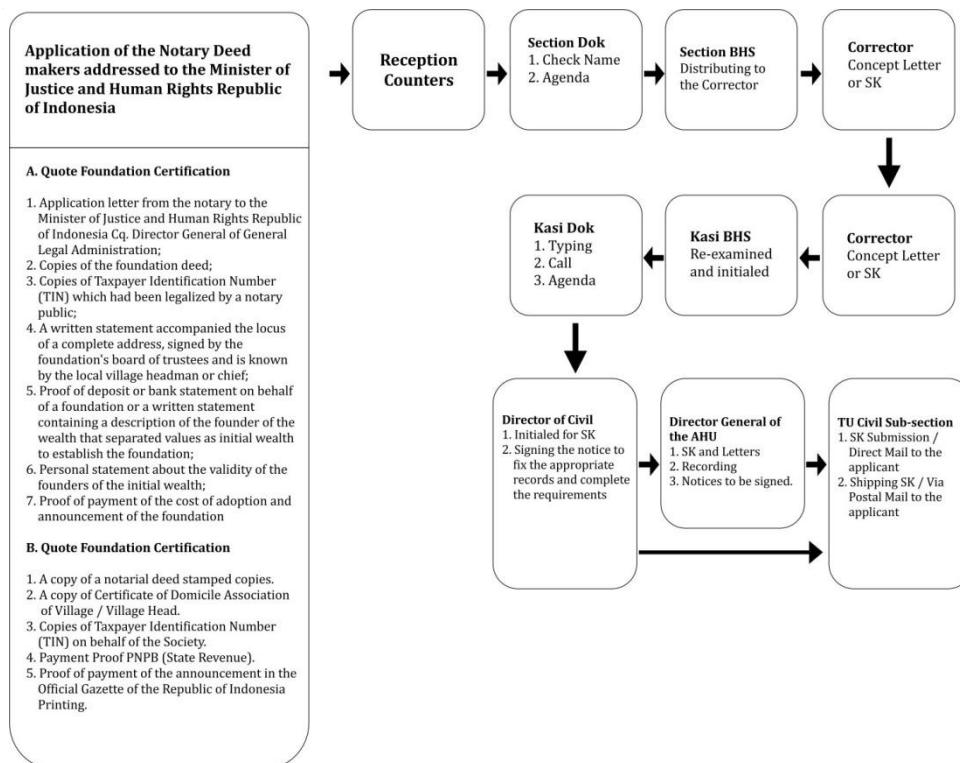 Application of the Notary Deed
makers addressed to the Minister of
Justice and Human Rights Republic
of Indonesia
A. Quote Foundation Certification
1. Application letter from the notary to the
Minister of Justice and Human Rights Republic
of Indonesia Cq. Director General of General
Legal Administration;
2. Copies of the foundation deed;
3. Copies of Taxpayer Identification Number
(TIN) which had been legalized by a notary
public;
4. A written statement accompanied the locus
of a complete address, signed by the
foundation's board of trustees and is known
by the local village headman or chief;
5. Proof of deposit or bank statement on behalf
of a foundation or a written statement
containing a description of the founder of the
wealth that separated values as initial wealth
to establish the foundation;
6. Personal statement about the validity of the
founders of the initial wealth;
7. Proof of payment of the cost of adoption and
announcement of the foundation
B. Quote Foundation Certification
1. A copy of a notarial deed stamped copies.
2. A copy of Certificate of Domicile Association
of Village / Village Head.
3. Copies of Taxpayer Identification Number
(TIN) on behalf of the Society.
4. Payment Proof PNPB (State Revenue).
5. Proof of payment of the announcement in the
Official Gazette of the Republic of Indonesia
Printing.
Reception
Counters
Section Dok
1. Check Name
2. Agenda
Section BHS
Distributing to
the Corrector
Corrector
Concept Letter
or SK
Corrector
Concept Letter
or SK
Kasi BHS
Re-examined
and initialed
Kasi Dok
1. Typing
2. Call
3. Agenda
Director of Civil
1. Initialed for SK
2. Signing the notice to
fix the appropriate
records and complete
the requirements
Director General of
the AHU
1. SK and Letters
2. Recording
3. Notices to be signed.
TU Civil Sub-section
1. SK Submission /
Direct Mail to the
applicant
2. Shipping SK / Via
Postal Mail to the
applicant